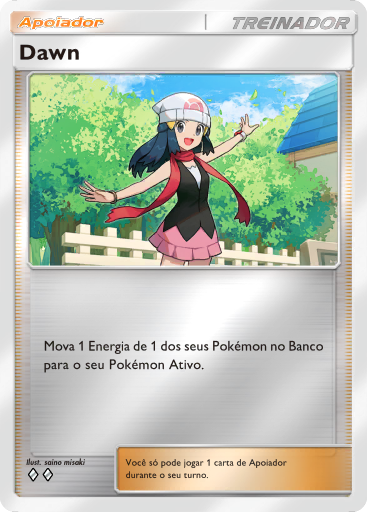 Apoiador
TREINADOR
Dawn
Mova 1 Energia de 1 dos seus Pokémon no Banco
para o seu Pokémon Ativo.
Ilust. saino misaki
Você só pode jogar 1 carta de Apoiador
durante o seu turno.